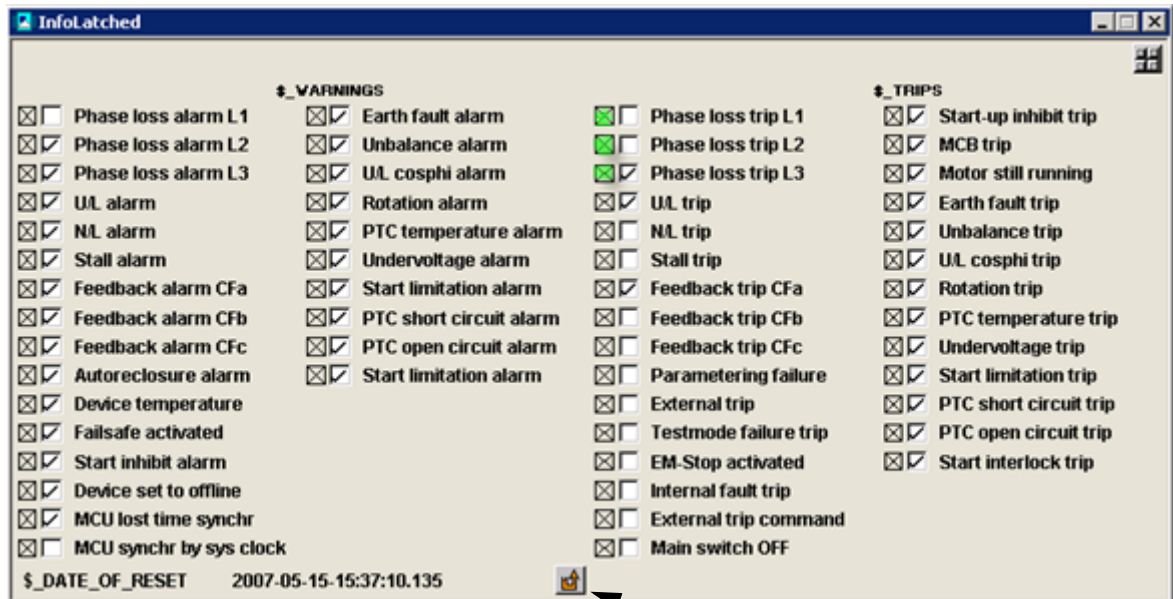 InfoLatched
$_WARNINGS $_TRIPS
Phase loss alarm L1 Earth fault alarm Phase loss trip L1 Start-up inhibit trip
Phase loss alarm L2 Unbalance alarm Phase loss trip L2 MCB trip
Phase loss alarm L3 U/L cosphi alarm Phase loss trip L3 Motor still running
U/L alarm Rotation alarm U/L trip Earth fault trip
N/L alarm PTC temperature alarm N/L trip Unbalance trip
Stall alarm Undervoltage alarm Stall trip U/L cosphi trip
Feedback alarm CFa Start limitation alarm Feedback trip CFa Rotation trip
Feedback alarm CFb PTC short circuit alarm Feedback trip CFb PTC temperature trip
Feedback alarm CFc PTC open circuit alarm Feedback trip CFc Undervoltage trip
Autoreclosure alarm Start limitation alarm Parametering failure Start limitation trip
Device temperature External trip PTC short circuit trip
Failsafe activated Testmode failure trip PTC open circuit trip
Start inhibit alarm EM-Stop activated Start interlock trip
Device set to offline Internal fault trip
MCU lost time synchr External trip command
MCU synchr by sys clock Main switch OFF
$_DATE_OF_RESET 2007-05-15-15:37:10.135